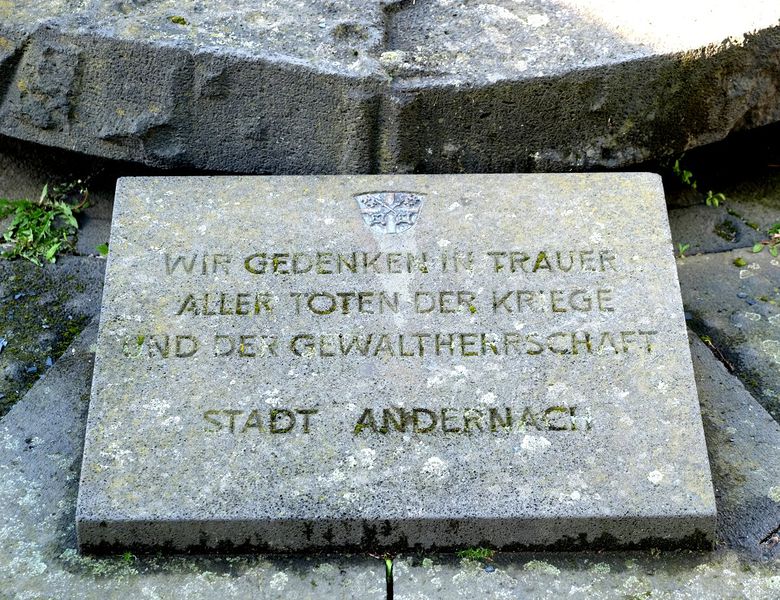 WIR GEDENKEN IN TRAUER
ALLER TOTEN DER KRIEGE
UND DER GEWALTHERRSCHAFT
STADT ANDERNACH